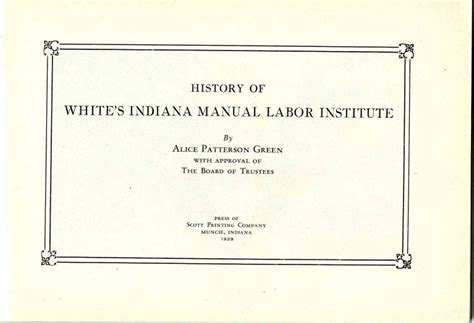 HISTORY OF
WHITE'S INDIANA MANUAL LABOR INSTITUTE
By
ALICE PATTERSON GREEN
WITH APPROVAL OF
THE BOARD OF TRUSTEES
PRESS OF
SCOTT PRINTING COMPANY
MUNCIE, INDIANA
1929